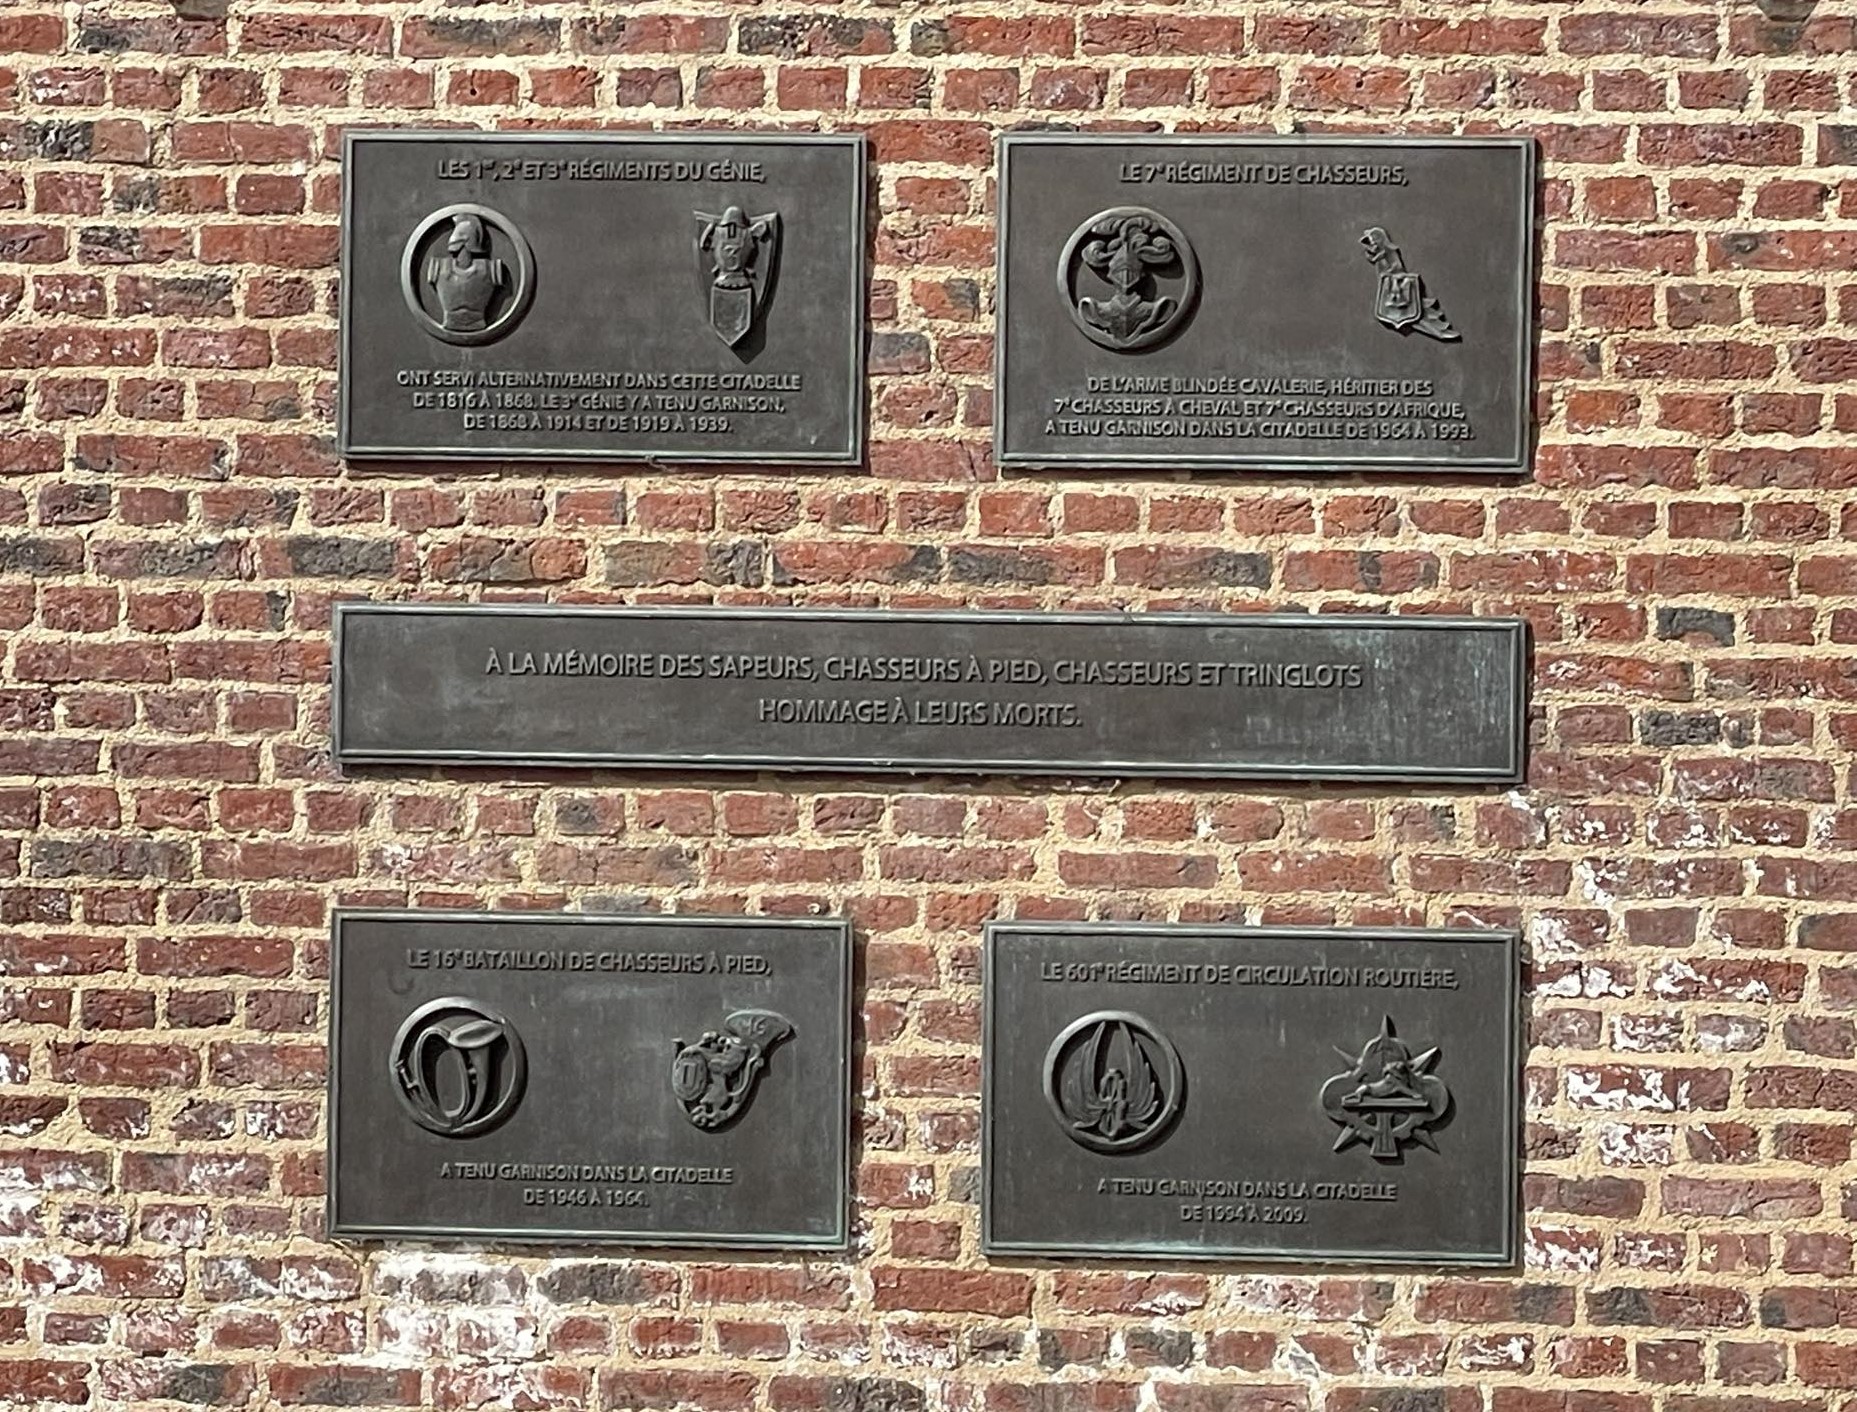 LES 1er, 2e ET 3e RÉGIMENTS DU GÉNIE,
ONT SERVI ALTERNATIVEMENT DANS CETTE CITADELLE
DE 1816 À 1868. LE 3e GÉNIE Y A TENU GARNISON,
DE 1868 À 1914 ET DE 1919 À 1939.
LE 7e RÉGIMENT DE CHASSEURS,
DE L'ARME BLINDÉE CAVALERIE, HÉRITIER DES
7e CHASSEURS À CHEVAL ET 7e CHASSEURS D'AFRIQUE,
A TENU GARNISON DANS LA CITADELLE DE 1964 À 1993.
À LA MÉMOIRE DES SAPEURS, CHASSEURS À PIED, CHASSEURS ET TRINGLOTS
HOMMAGE À LEURS MORTS.
LE 16e BATAILLON DE CHASSEURS À PIED,
16
A TENU GARNISON DANS LA CITADELLE
DE 1946 À 1964.
LE 601e RÉGIMENT DE CIRCULATION ROUTIÈRE,
A TENU GARNISON DANS LA CITADELLE
DE 1994 À 2009.